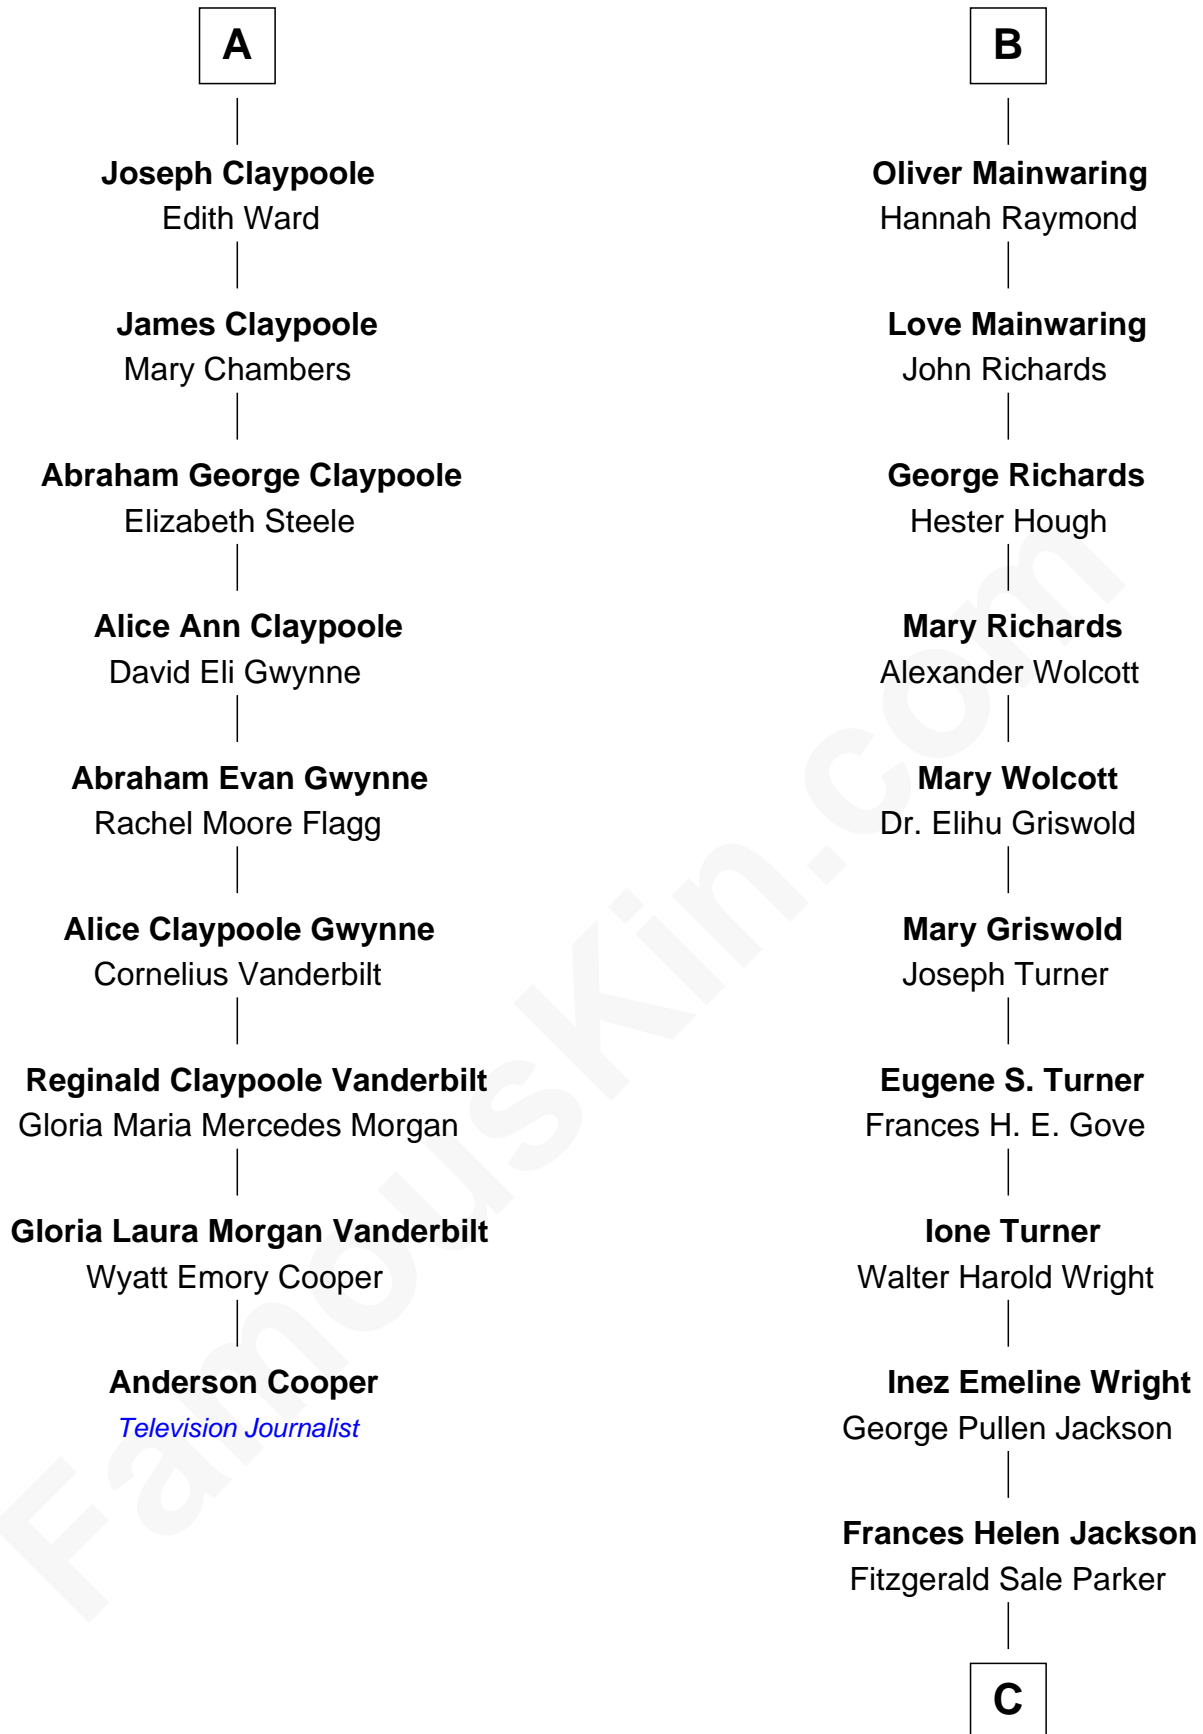 A
Joseph Claypoole
Edith Ward
James Claypoole
Mary Chambers
Abraham George Claypoole
Elizabeth Steele
Alice Ann Claypoole
David Eli Gwynne
Abraham Evan Gwynne
Rachel Moore Flagg
Alice Claypoole Gwynne
Cornelius Vanderbilt
Reginald Claypoole Vanderbilt
Gloria Maria Mercedes Morgan
Gloria Laura Morgan Vanderbilt
Wyatt Emory Cooper
Anderson Cooper
Television Journalist
B
Oliver Mainwaring
Hannah Raymond
Love Mainwaring
John Richards
George Richards
Hester Hough
Mary Richards
Alexander Wolcott
Mary Wolcott
Dr. Elihu Griswold
Mary Griswold
Joseph Turner
Eugene S. Turner
Frances H. E. Gove
Ione Turner
Walter Harold Wright
Inez Emeline Wright
George Pullen Jackson
Frances Helen Jackson
Fitzgerald Sale Parker
C
FamousKin.com